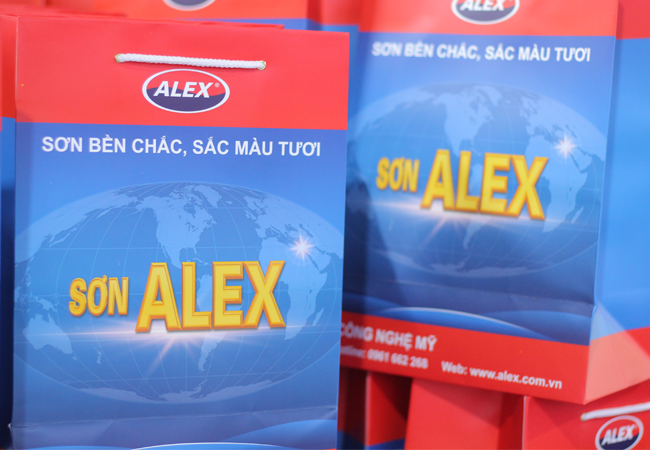 ALEX®
SƠN BỀN CHẮC, SẮC MÀU TƯƠI
SƠN ALEX
ALEX
SƠN BỀN CHẮC, SẮC MÀU TƯƠI
SƠN ALEX
CÔNG NGHỆ MỸ
Hotline: 0961 662 268 Web: www.alex.com.vn
ALEX